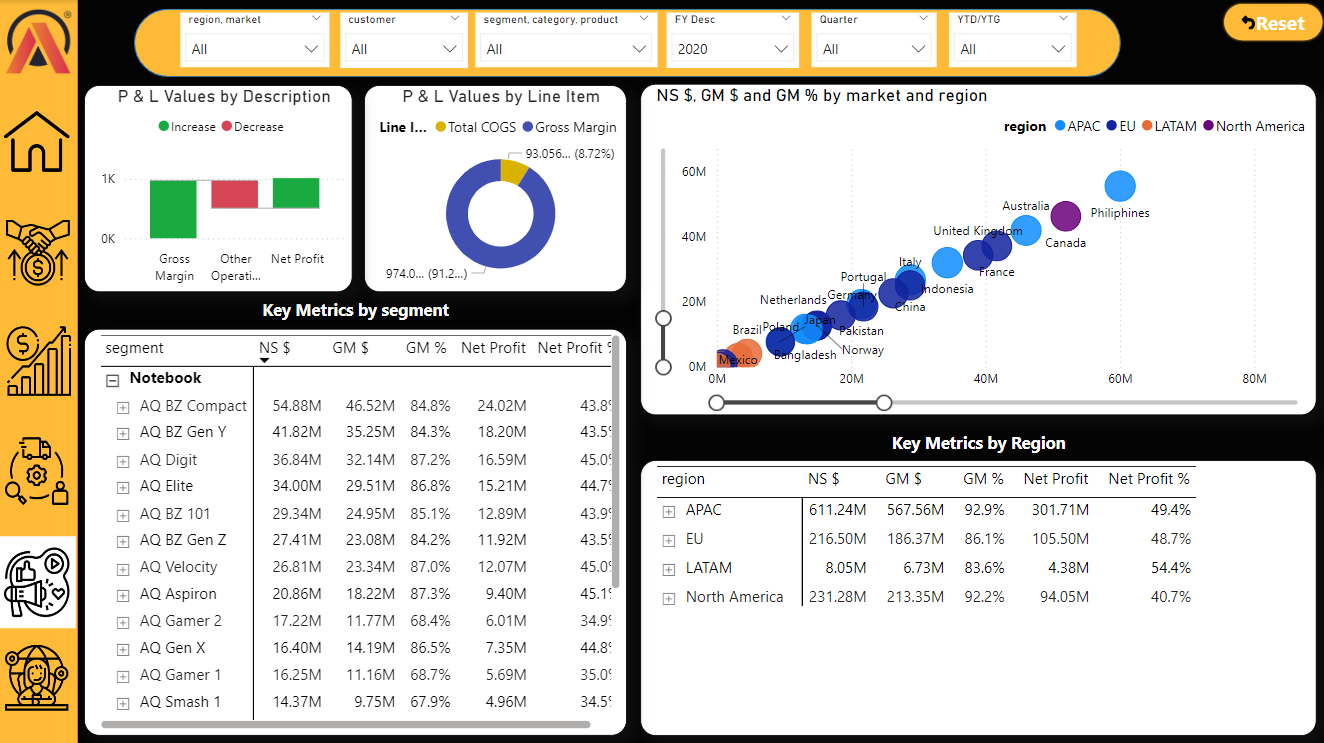 region, market
customer
segment, category, product
FY Desc
Quarter
YTD/YTG
Reset
All
All
All
2020
All
All
P & L Values by Description
Increase Decrease
1K
0K
Gross
Margin
Other
Operati...
Net Profit
P & L Values by Line Item
Line I... Total COGS Gross Margin
93.056... (8.72%)
974.0... (91.2...)
NS $, GM $ and GM % by market and region
region APAC EU LATAM North America
60M
40M
20M
0M
Australia
Philiphines
United Kingdom
Canada
Italy
France
Portugal
Indonesia
Germany
Netherlands
China
Japan
Brazil
Poland
Pakistan
Norway
Bangladesh
Mexico
0M 20M 40M 60M 80M
Key Metrics by segment
segment NS $ GM $ GM % Net Profit Net Profit %
Notebook
AQ BZ Compact 54.88M 46.52M 84.8% 24.02M 43.8%
AQ BZ Gen Y 41.82M 35.25M 84.3% 18.20M 43.5%
AQ Digit 36.84M 32.14M 87.2% 16.59M 45.0%
AQ Elite 34.00M 29.51M 86.8% 15.21M 44.7%
AQ BZ 101 29.34M 24.95M 85.1% 12.89M 43.9%
AQ BZ Gen Z 27.41M 23.08M 84.2% 11.92M 43.5%
AQ Velocity 26.81M 23.34M 87.0% 12.07M 45.0%
AQ Aspiron 20.86M 18.22M 87.3% 9.40M 45.1%
AQ Gamer 2 17.22M 11.77M 68.4% 6.01M 34.9%
AQ Gen X 16.40M 14.19M 86.5% 7.35M 44.8%
AQ Gamer 1 16.25M 11.16M 68.7% 5.69M 35.0%
AQ Smash 1 14.37M 9.75M 67.9% 4.96M 34.5%
Key Metrics by Region
region NS $ GM $ GM % Net Profit Net Profit %
APAC 611.24M 567.56M 92.9% 301.71M 49.4%
EU 216.50M 186.37M 86.1% 105.50M 48.7%
LATAM 8.05M 6.73M 83.6% 4.38M 54.4%
North America 231.28M 213.35M 92.2% 94.05M 40.7%